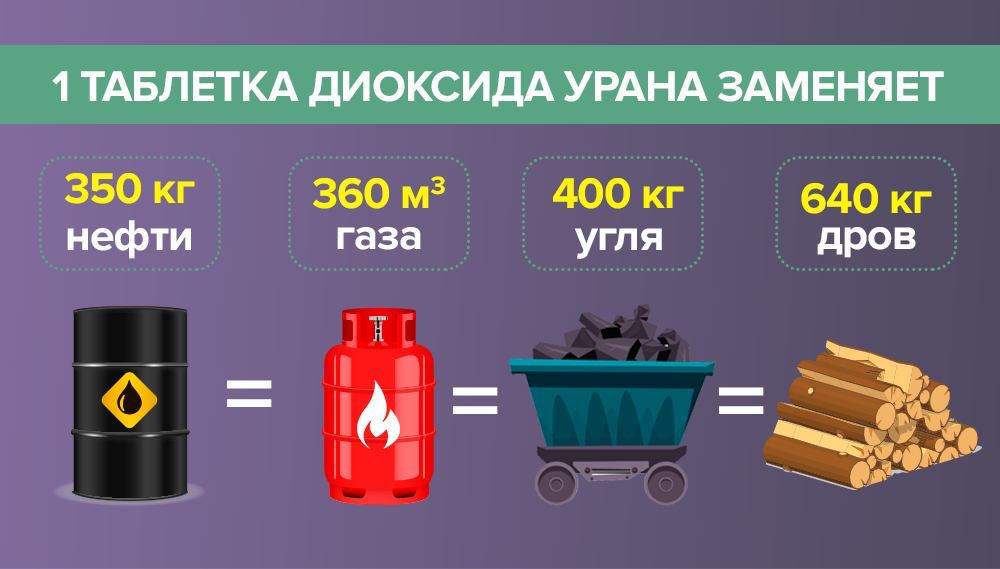 1 ТАБЛЕТКА ДИОКСИДА УРАНА ЗАМЕНЯЕТ
350 кг
нефти
360 м³
газа
400 кг
угля
640 кг
дров
= = =